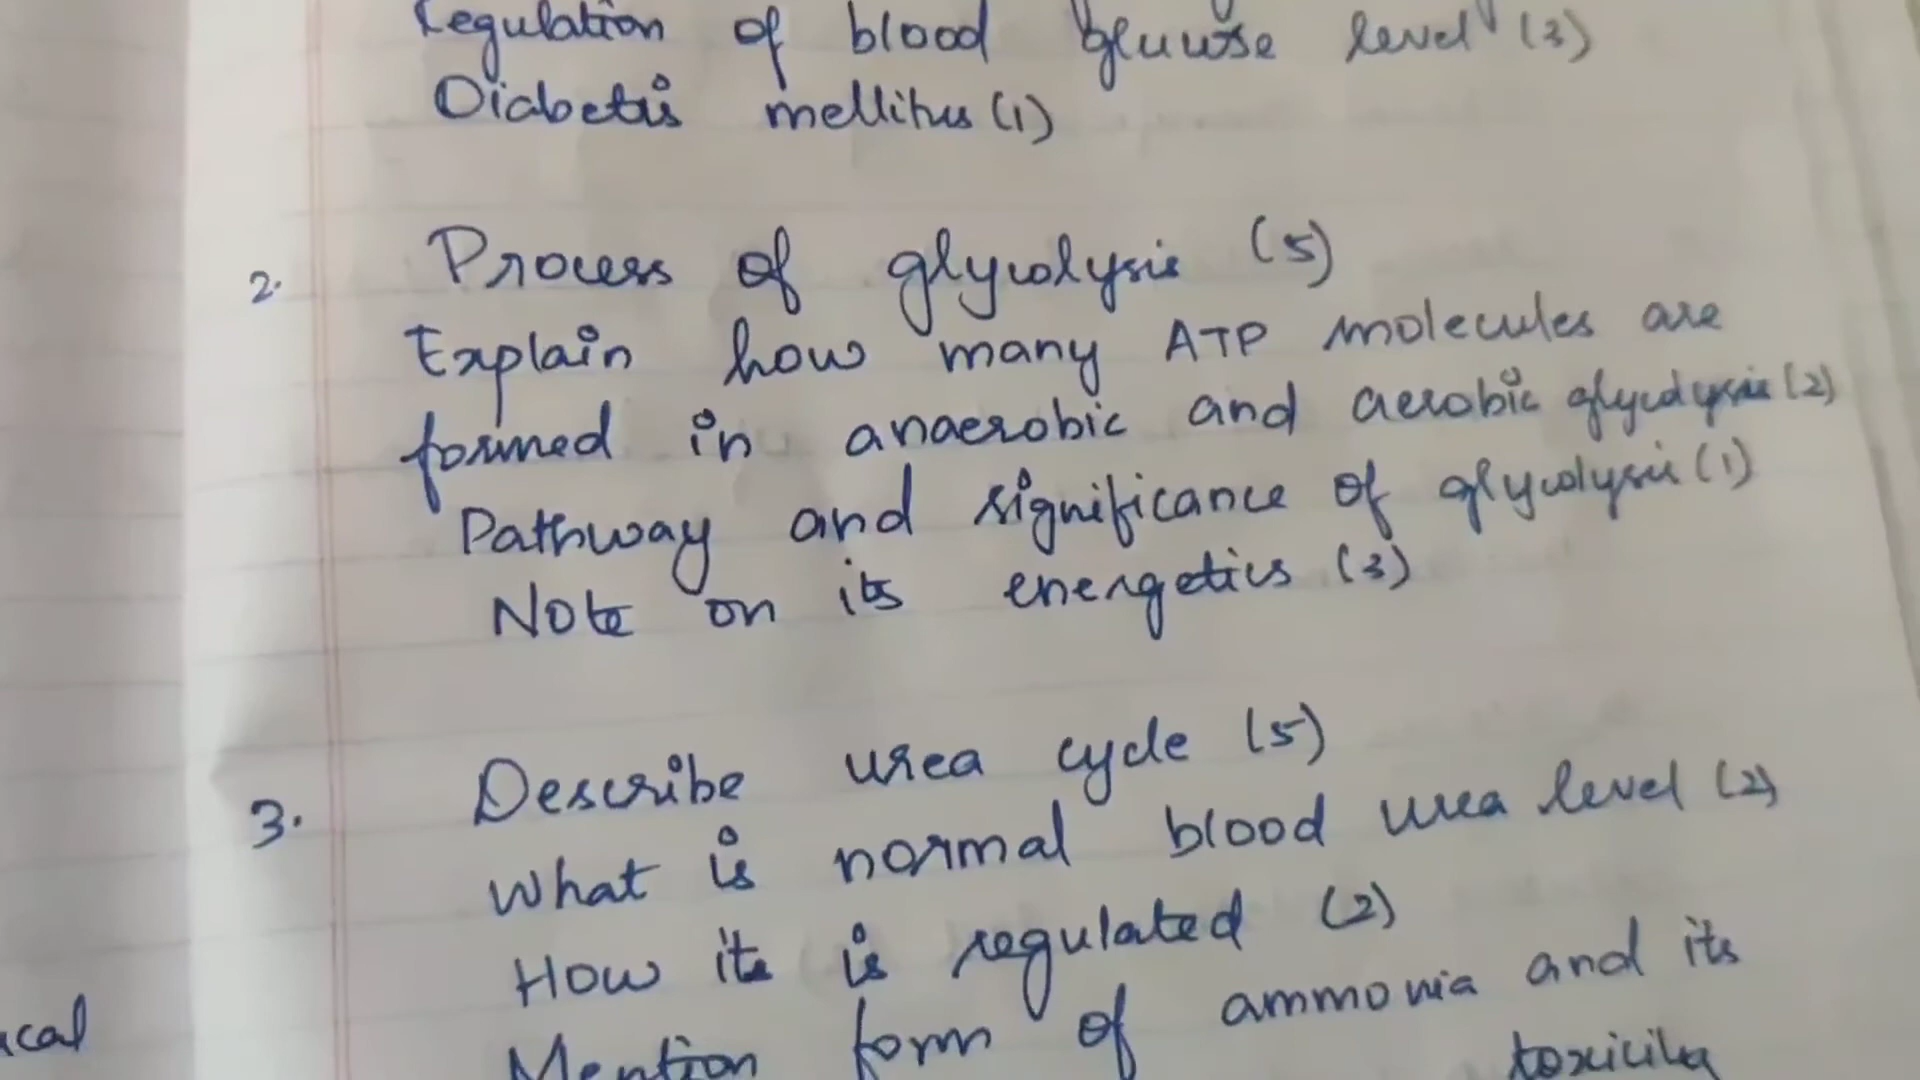 Regulation of blood glucose level (3)
Diabetis mellitus (1)
2. Process of glycolysis (5)
Explain how many ATP molecules are
formed in anaerobic and aerobic glycolysis (2)
Pathway and significance of glycolysis (1)
Note on its energetics (3)
3. Describe urea cycle (5)
What is normal blood urea level (2)
How its is regulated (2)
Mention form of ammonia and its
toxicity